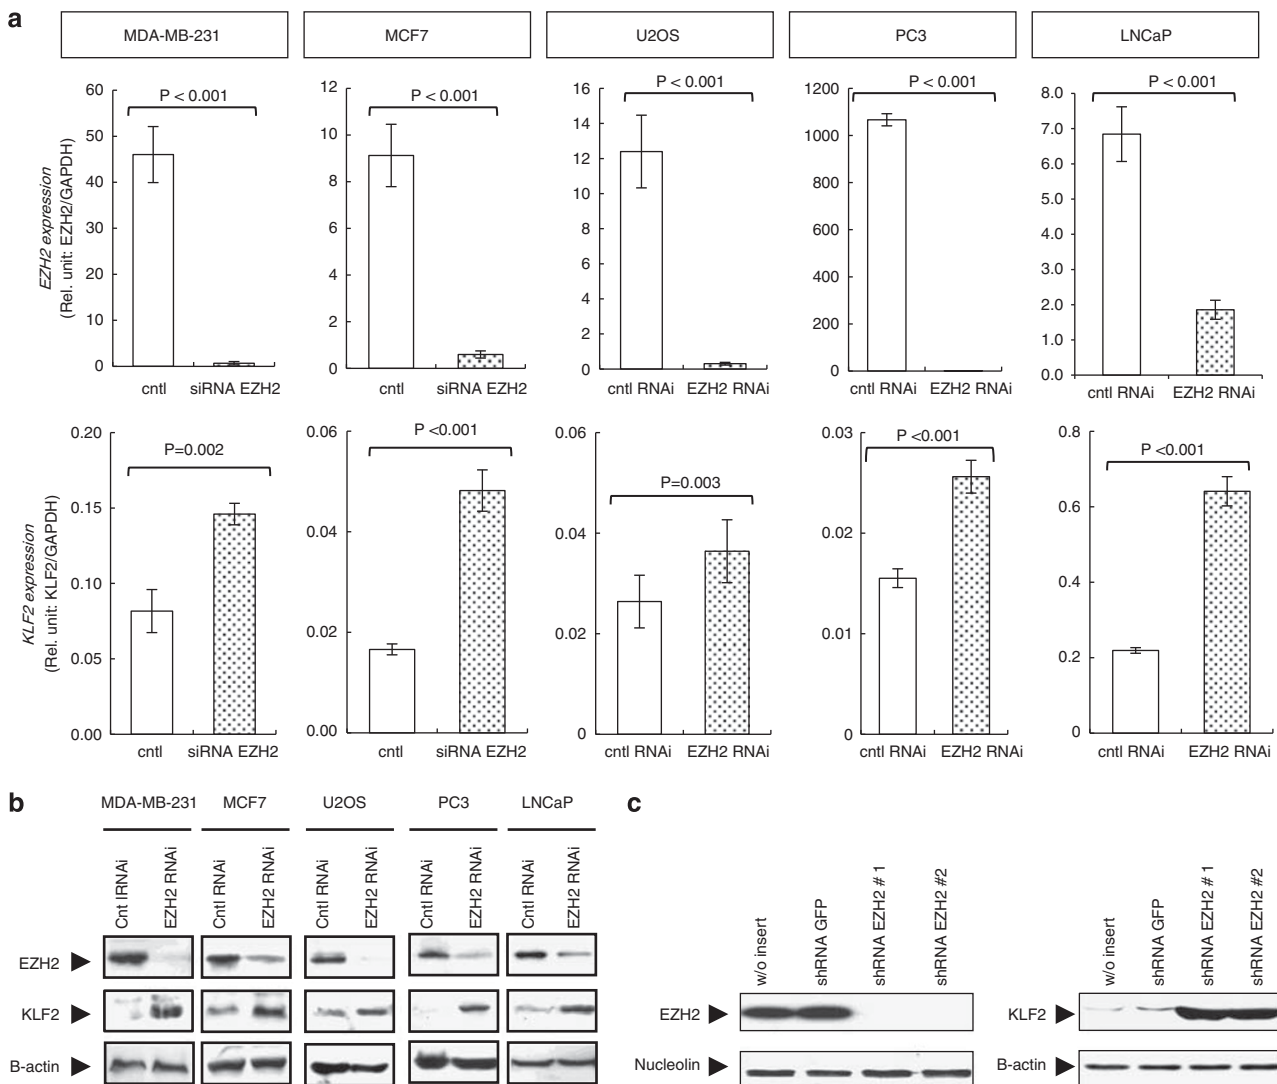 a
MDA-MB-231
MCF7
U2OS
PC3
LNCaP
EZH2 expression
(Rel. unit: EZH2/GAPDH)
60
50
40
30
20
10
0
P < 0.001
cntl
siRNA EZH2
12
10
8
6
4
2
0
P < 0.001
cntl
siRNA EZH2
16
14
12
10
8
6
4
2
0
P < 0.001
cntl RNAi
EZH2 RNAi
1200
1000
800
600
400
200
0
P < 0.001
cntl RNAi
EZH2 RNAi
8.0
7.0
6.0
5.0
4.0
3.0
2.0
1.0
0.0
P < 0.001
cntl RNAi
EZH2 RNAi
KLF2 expression
(Rel. unit: KLF2/GAPDH)
0.20
0.15
0.10
0.05
0.00
P=0.002
cntl
siRNA EZH2
0.06
0.04
0.02
0.00
P <0.001
cntl
siRNA EZH2
0.06
0.04
0.02
0
P=0.003
cntl RNAi
EZH2 RNAi
0.03
0.02
0.01
0
P <0.001
cntl RNAi
EZH2 RNAi
0.8
0.6
0.4
0.2
0
P <0.001
cntl RNAi
EZH2 RNAi
b
MDA-MB-231
MCF7
U2OS
PC3
LNCaP
Cnt lRNAi
EZH2 RNAi
Cntl RNAi
EZH2 RNAi
Cntl RNAi
EZH2 RNAi
Cntl RNAi
EZH2 RNAi
Cntl RNAi
EZH2 RNAi
EZH2
KLF2
B-actin
c
w/o insert
shRNA GFP
shRNA EZH2 # 1
shRNA EZH2 #2
EZH2
Nucleolin
w/o insert
shRNA GFP
shRNA EZH2 # 1
shRNA EZH2 #2
KLF2
B-actin